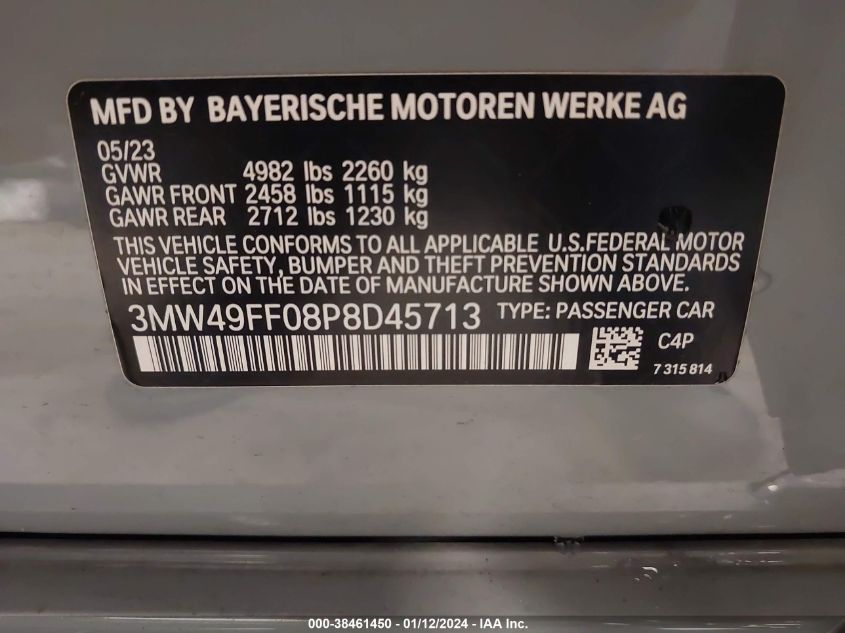 MFD BY BAYERISCHE MOTOREN WERKE AG
05/23
GVWR 4982 lbs 2260 kg
GAWR FRONT 2458 lbs 1115 kg
GAWR REAR 2712 lbs 1230 kg
THIS VEHICLE CONFORMS TO ALL APPLICABLE U.S.FEDERAL MOTOR
VEHICLE SAFETY, BUMPER AND THEFT PREVENTION STANDARDS
IN EFFECT ON THE DATE OF MANUFACTURE SHOWN ABOVE.
3MW49FF08P8D45713 TYPE: PASSENGER CAR
C4P
7 315 814
000-38461450 - 01/12/2024 - IAA Inc.